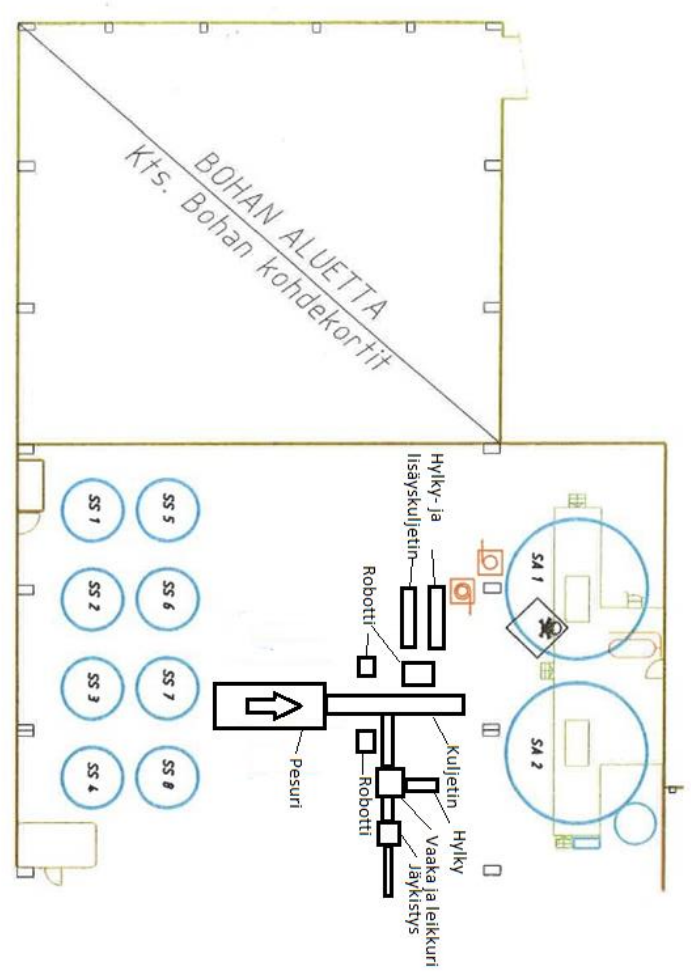 BOHAN ALUETTA
Kts. Bohan kohdekortit
Hylky- ja
lisäyskuljetin
SA 1
SA 2
SS 1
SS 5
SS 2
SS 6
SS 3
SS 7
SS 4
SS 8
Robotti
Robotti
Pesuri
Kuljetin
Hylky
Vaaka ja leikkuri
Jäykistys